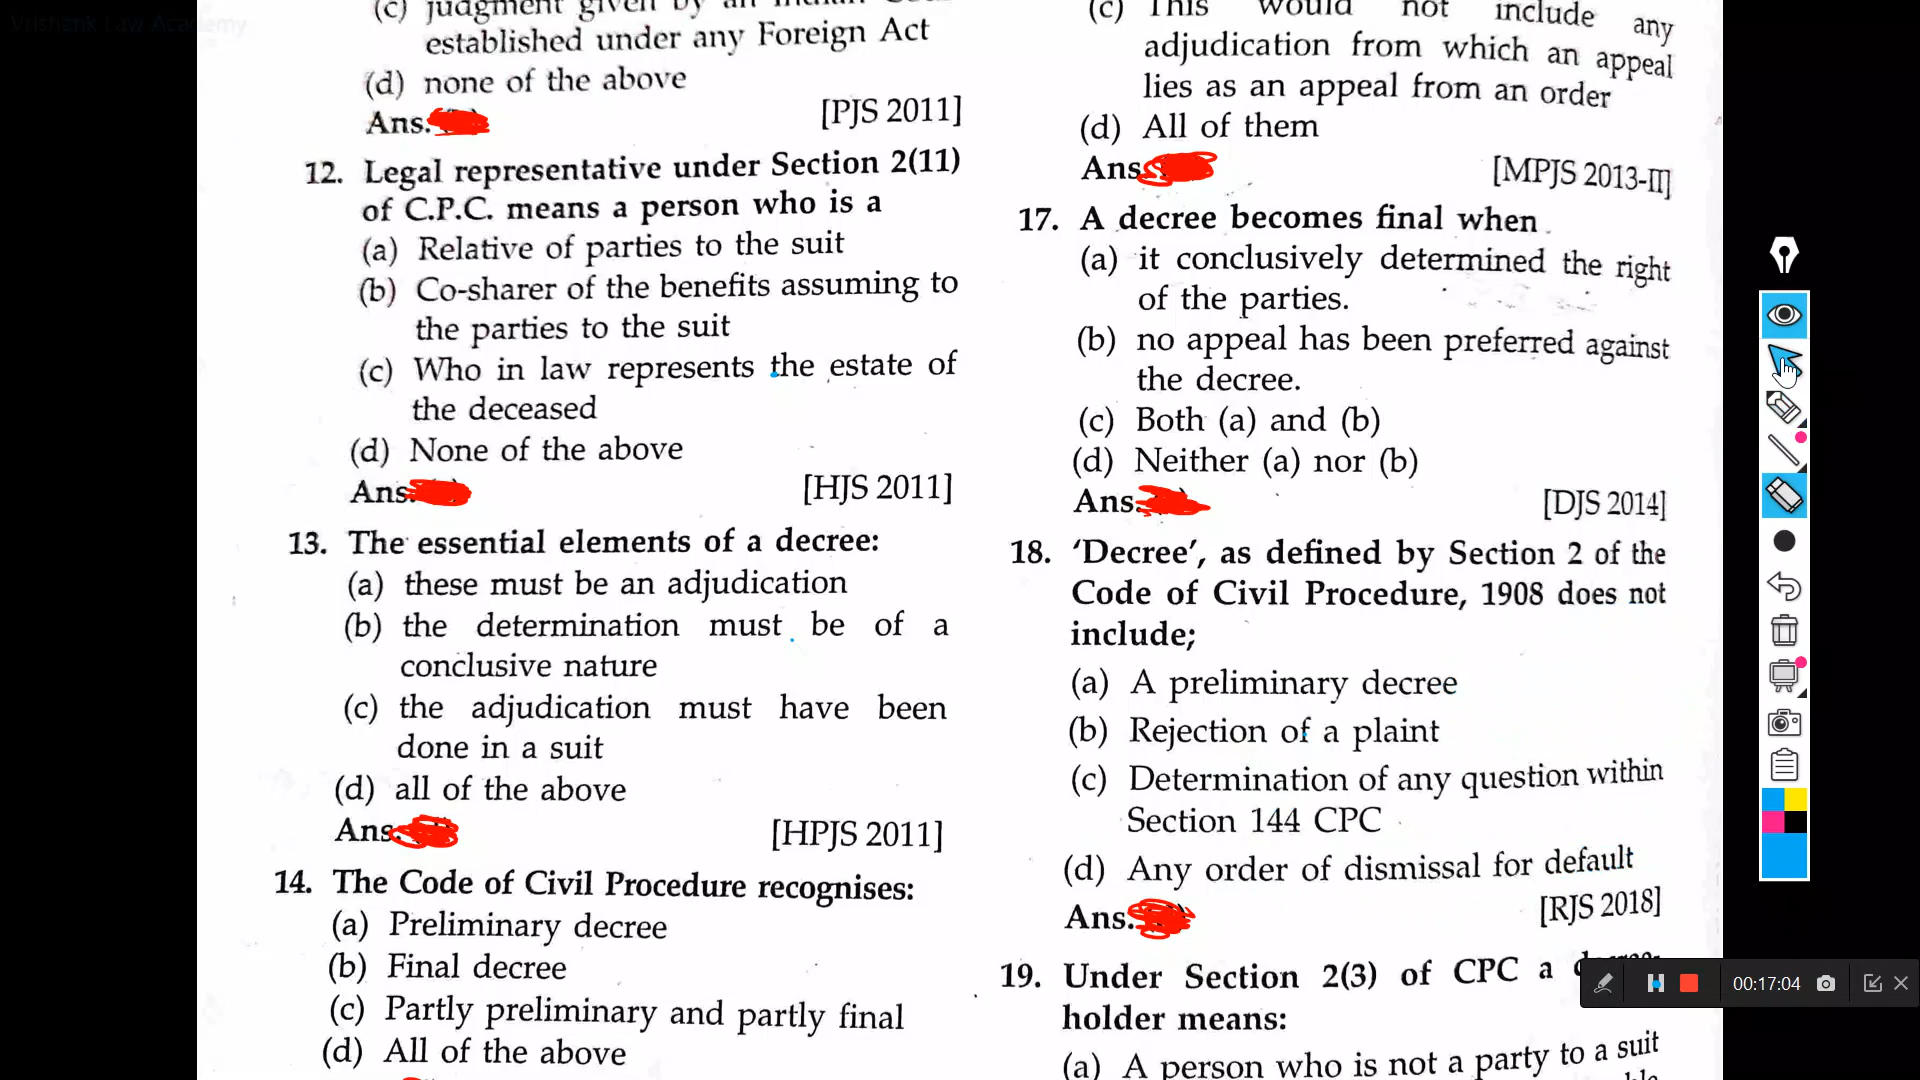 Vrishank Law Academy
(c) judgment given by an Indian
established under any Foreign Act
(d) none of the above
Ans. [PJS 2011]
12. Legal representative under Section 2(11)
of C.P.C. means a person who is a
(a) Relative of parties to the suit
(b) Co-sharer of the benefits assuming to
the parties to the suit
(c) Who in law represents the estate of
the deceased
(d) None of the above
Ans. [HJS 2011]
13. The essential elements of a decree:
(a) these must be an adjudication
(b) the determination must be of a
conclusive nature
(c) the adjudication must have been
done in a suit
(d) all of the above
Ans. [HPJS 2011]
14. The Code of Civil Procedure recognises:
(a) Preliminary decree
(b) Final decree
(c) Partly preliminary and partly final
(d) All of the above
(c) This would not include any
adjudication from which an appeal
lies as an appeal from an order
(d) All of them
Ans [MPJS 2013-II]
17. A decree becomes final when
(a) it conclusively determined the right
of the parties.
(b) no appeal has been preferred against
the decree.
(c) Both (a) and (b)
(d) Neither (a) nor (b)
Ans. [DJS 2014]
18. 'Decree', as defined by Section 2 of the
Code of Civil Procedure, 1908 does not
include;
(a) A preliminary decree
(b) Rejection of a plaint
(c) Determination of any question within
Section 144 CPC
(d) Any order of dismissal for default
Ans. [RJS 2018]
19. Under Section 2(3) of CPC a
holder means:
(a) A person who is not a party to a suit
00:17:04